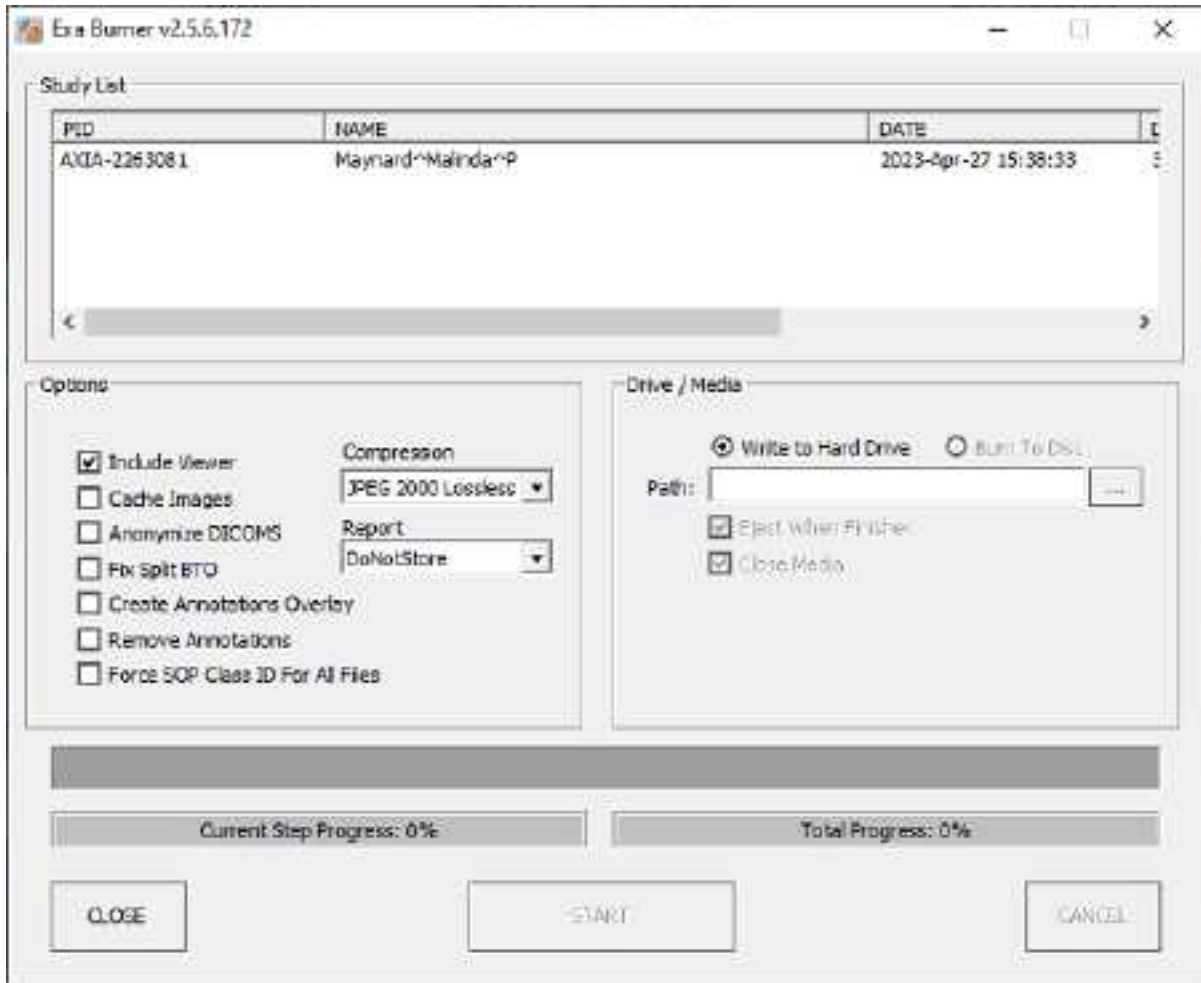 Exa Burner v2.5.6.172
Study List
PID NAME DATE
AXIA-2263081 Maynard^Malinda^P 2023-Apr-27 15:38:33
Options
Include Viewer
Cache Images
Anonymize DICOMS
Fix Split BTO
Create Annotations Overlay
Remove Annotations
Force SOP Class ID For All Files
Compression
JPEG 2000 Lossless
Report
DoNotStore
Drive / Media
Write to Hard Drive Burn To Disc
Path: ...
Eject When Finished
Close Media
Current Step Progress: 0% Total Progress: 0%
CLOSE START CANCEL